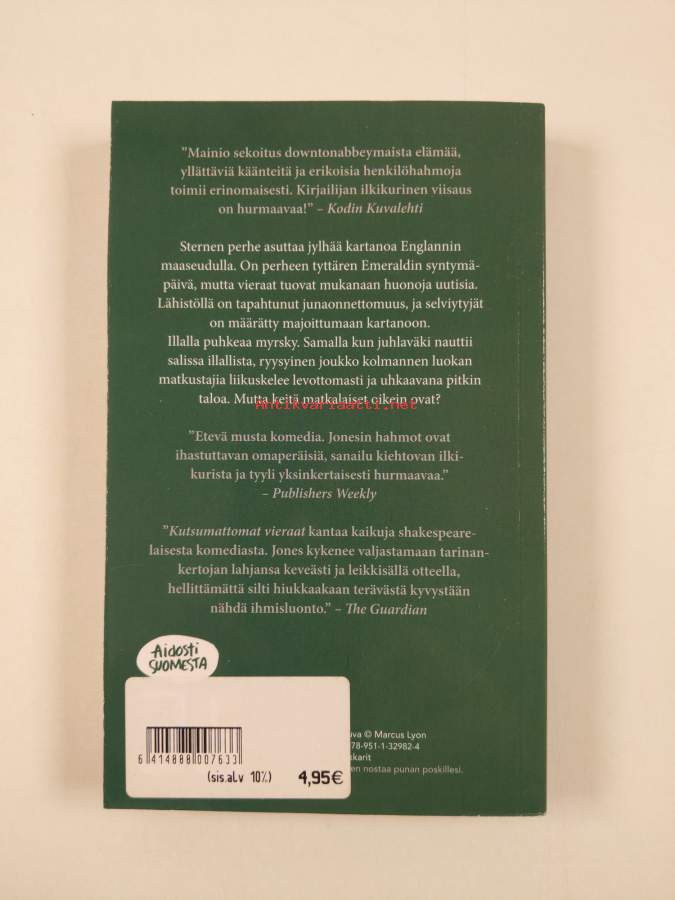 ”Mainio sekoitus downtonabbeymaista elämää,
yllättäviä käänteitä ja erikoisia henkilöhahmoja
toimii erinomaisesti. Kirjailijan ilkikurinen viisaus
on hurmaavaa!” – Kodin Kuvalehti
Sternen perhe asuttaa jylhää kartanoa Englannin
maaseudulla. On perheen tyttären Emeraldin syntymä-
päivä, mutta vieraat tuovat mukanaan huonoja uutisia.
Lähistöllä on tapahtunut junaonnettomuus, ja selviytyjät
on määrätty majoittumaan kartanoon.
Illalla puhkeaa myrsky. Samalla kun juhlaväki nauttii
salissa illallista, ryysyinen joukko kolmannen luokan
matkustajia liikuskelee levottomasti ja uhkaavana pitkin
taloa. Mutta keitä matkalaiset oikein ovat?
Antikvariaatti.net
”Etevä musta komedia. Jonesin hahmot ovat
ihastuttavan omaperäisiä, sanailu kiehtovan ilki-
kurista ja tyyli yksinkertaisesti hurmaavaa.”
– Publishers Weekly
”Kutsumattomat vieraat kantaa kaikuja shakespeare-
laisesta komediasta. Jones kykenee valjastamaan tarinan-
kertojan lahjansa keveästi ja leikkisällä otteella,
hellittämättä silti hiukkaakaan terävästä kyvystään
nähdä ihmisluonto.” – The Guardian
Aidosti
SUOMESTA
uva © Marcus Lyon
78-951-1-32982-4
karit
en nostaa punan poskillesi.
6 414888 007633
(sis.alv 10%) 4,95€